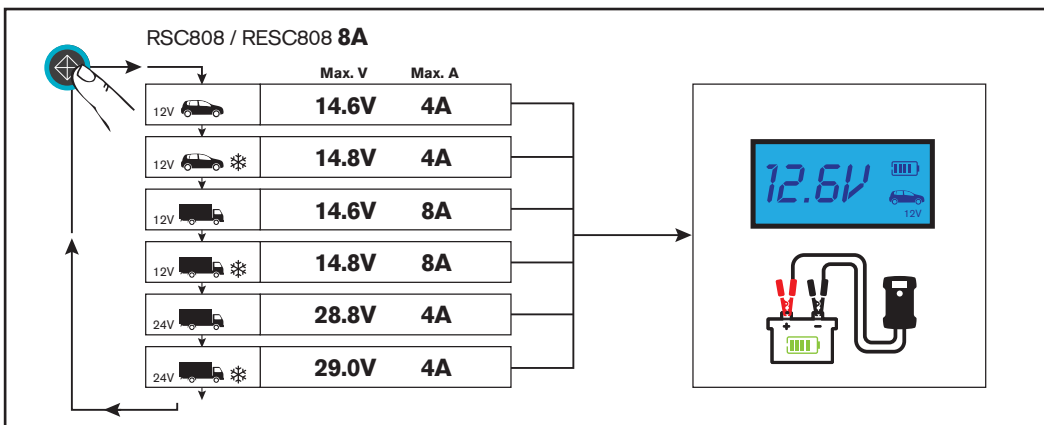 RSC808 / RESC808 8A
Max. V Max. A
12V 14.6V 4A
12V 14.8V 4A
12V 14.6V 8A
12V 14.8V 8A
24V 28.8V 4A
24V 29.0V 4A
12.6V
12V
+ -